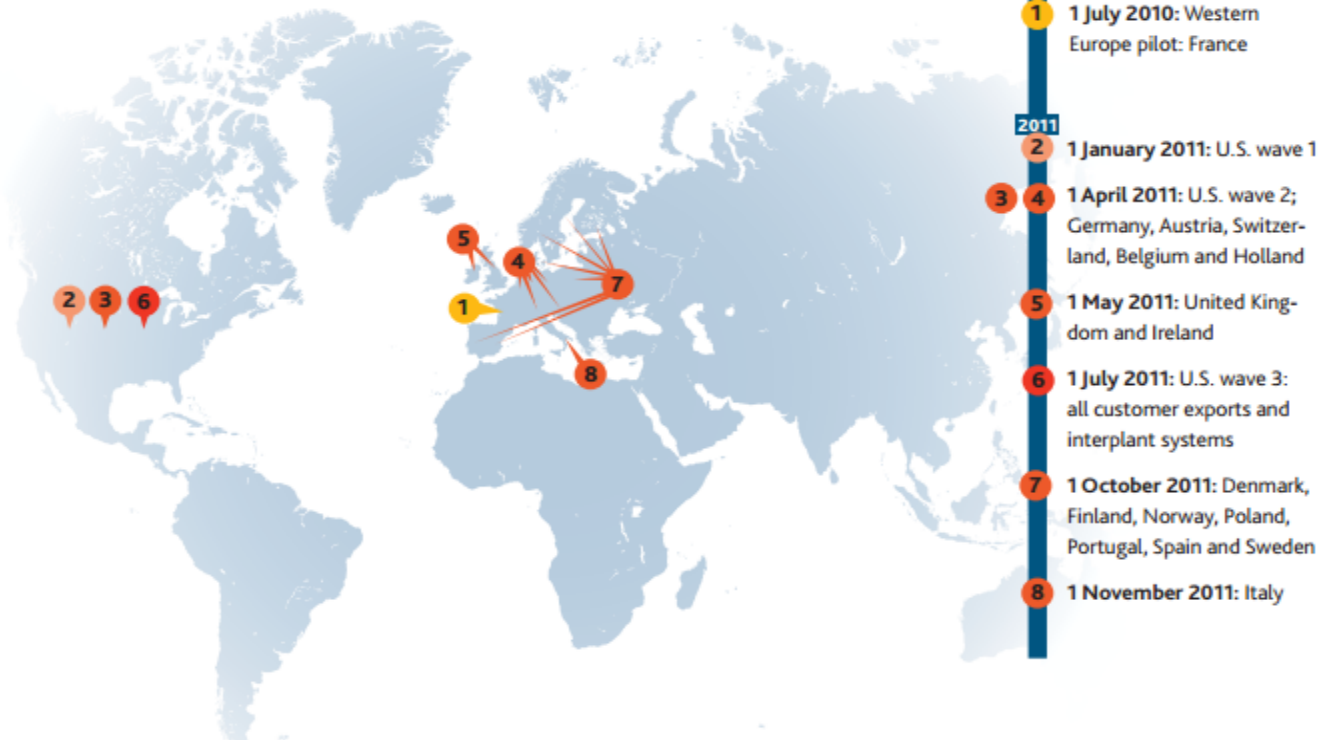 1
1 July 2010: Western
Europe pilot: France
2011
2
1 January 2011: U.S. wave 1
3 4
1 April 2011: U.S. wave 2;
Germany, Austria, Switzer-
land, Belgium and Holland
5
1 May 2011: United King-
dom and Ireland
6
1 July 2011: U.S. wave 3:
all customer exports and
interplant systems
7
1 October 2011: Denmark,
Finland, Norway, Poland,
Portugal, Spain and Sweden
8
1 November 2011: Italy
5
4
7
2 3 6
1
8